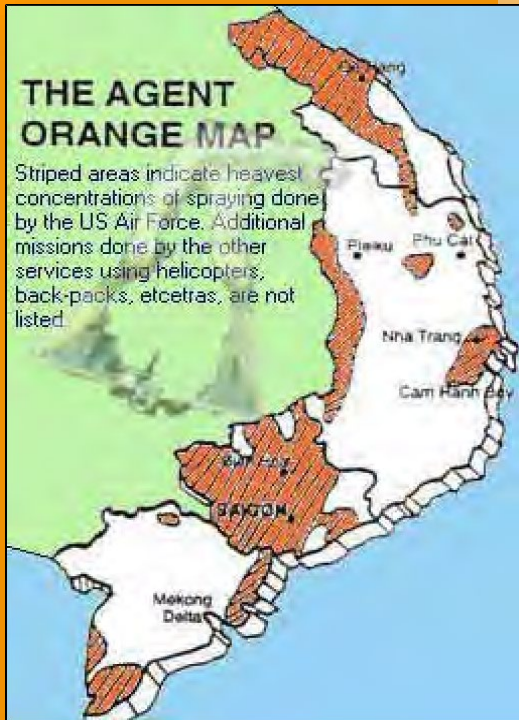 THE AGENT
ORANGE MAP
Striped areas indicate heavest
concentrations of spraying done
by the US Air Force. Additional
missions done by the other
services using helicopters,
back-packs, etcetras, are not
listed.
Pleiku
Phu Cat
Nha Trang
Cam Ranh Bay
SAIGON
Mekong
Delta